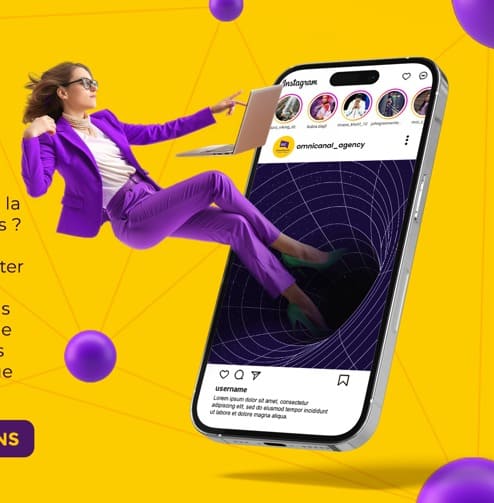 Instagram
omnicanal_agency
la
s ?
ter
s
e
s
ue
username
Lorem ipsum dolor sit amet, consectetur
adipiscing elit, sed do eiusmod tempor incididunt
ut labore et dolore magna aliqua.
NS